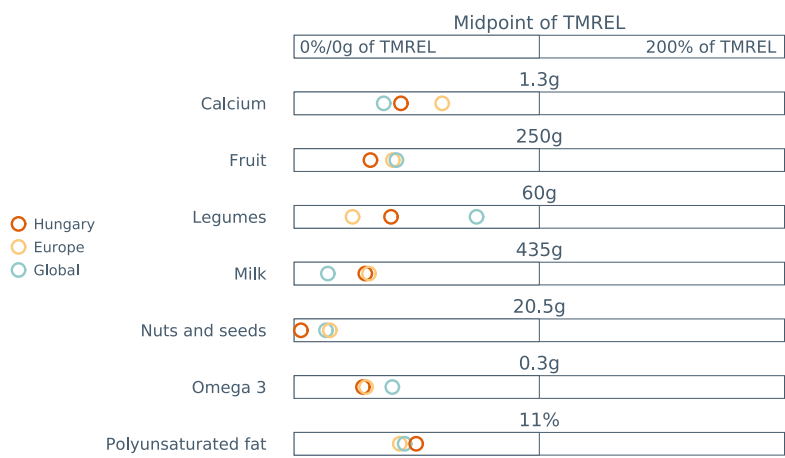 Midpoint of TMREL
0%/0g of TMREL
200% of TMREL
1.3g
Calcium
250g
Fruit
60g
Legumes
435g
Milk
20.5g
Nuts and seeds
0.3g
Omega 3
11%
Polyunsaturated fat
Hungary
Europe
Global